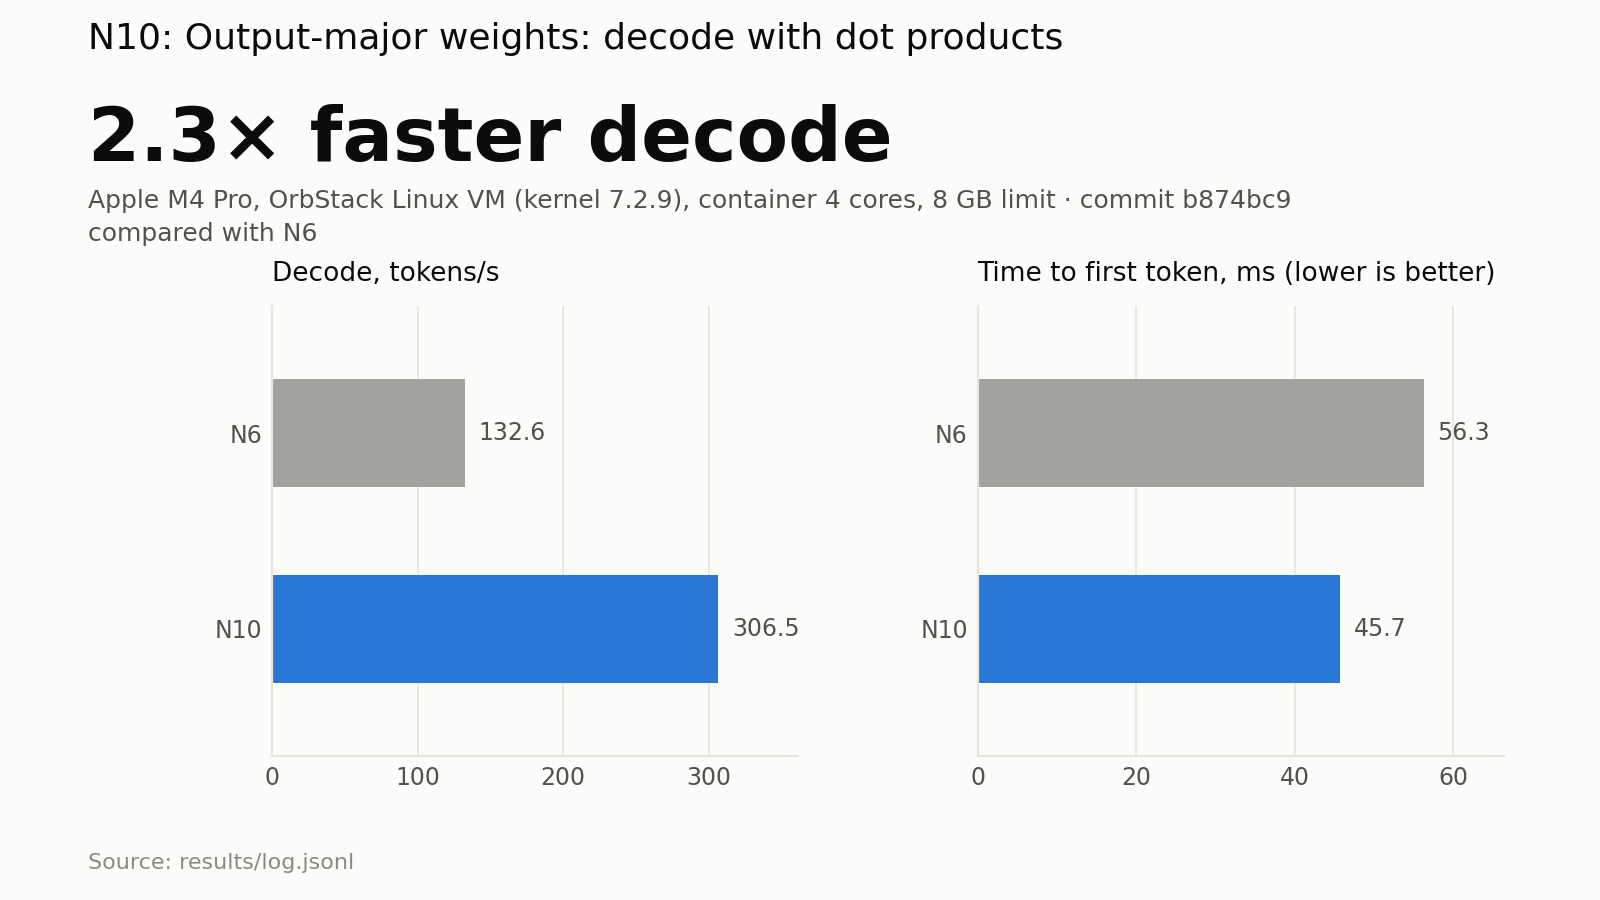 N10: Output-major weights: decode with dot products
2.3× faster decode
Apple M4 Pro, OrbStack Linux VM (kernel 7.2.9), container 4 cores, 8 GB limit · commit b874bc9
compared with N6
Decode, tokens/s
N6
132.6
N10
306.5
0 100 200 300
Time to first token, ms (lower is better)
N6
56.3
N10
45.7
0 20 40 60
Source: results/log.jsonl